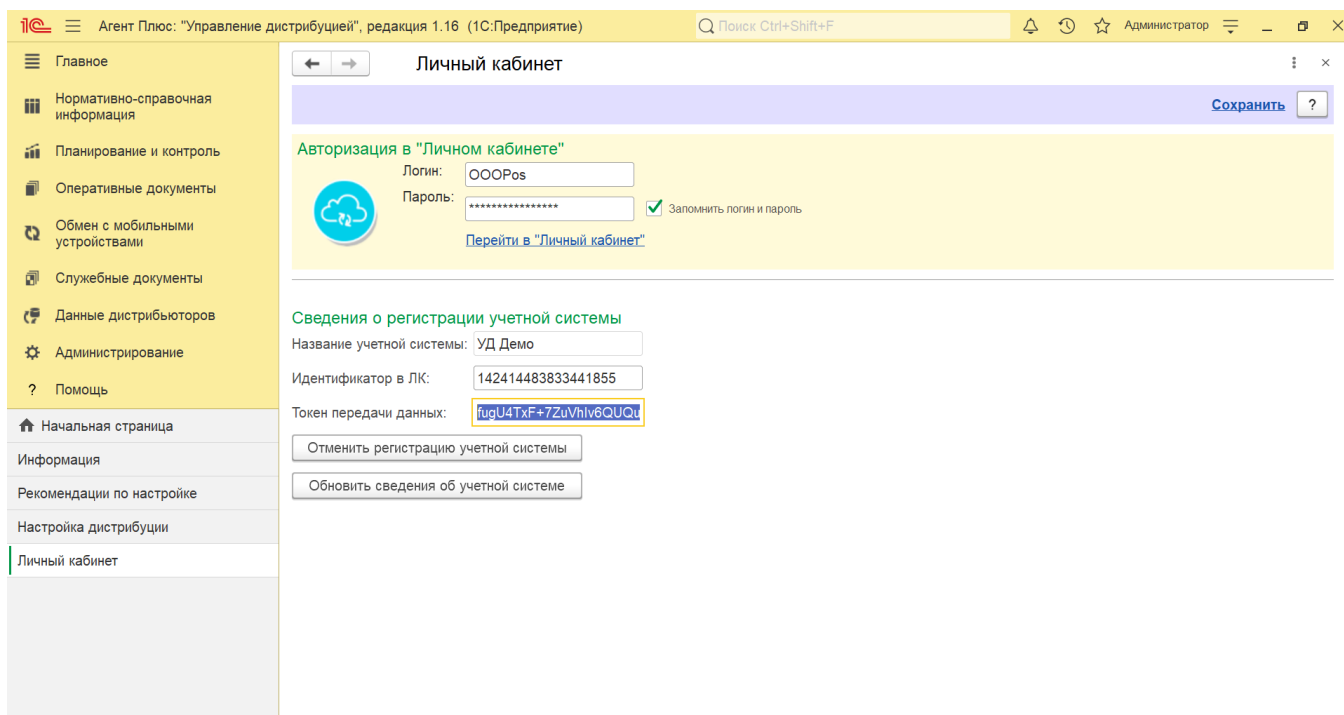 Агент Плюс: "Управление дистрибуцией", редакция 1.16 (1С:Предприятие)
Поиск Ctrl+Shift+F
Администратор
Главное
Нормативно-справочная
информация
Планирование и контроль
Оперативные документы
Обмен с мобильными
устройствами
Служебные документы
Данные дистрибьюторов
Администрирование
? Помощь
Начальная страница
Информация
Рекомендации по настройке
Настройка дистрибуции
Личный кабинет
Личный кабинет
Сохранить
?
Авторизация в "Личном кабинете"
Логин: OOOPos
Пароль: ****************
Запомнить логин и пароль
Перейти в "Личный кабинет"
Сведения о регистрации учетной системы
Название учетной системы: УД Демо
Идентификатор в ЛК: 142414483833441855
Токен передачи данных: fugU4TxF+7ZuVhIv6QUQu
Отменить регистрацию учетной системы
Обновить сведения об учетной системе